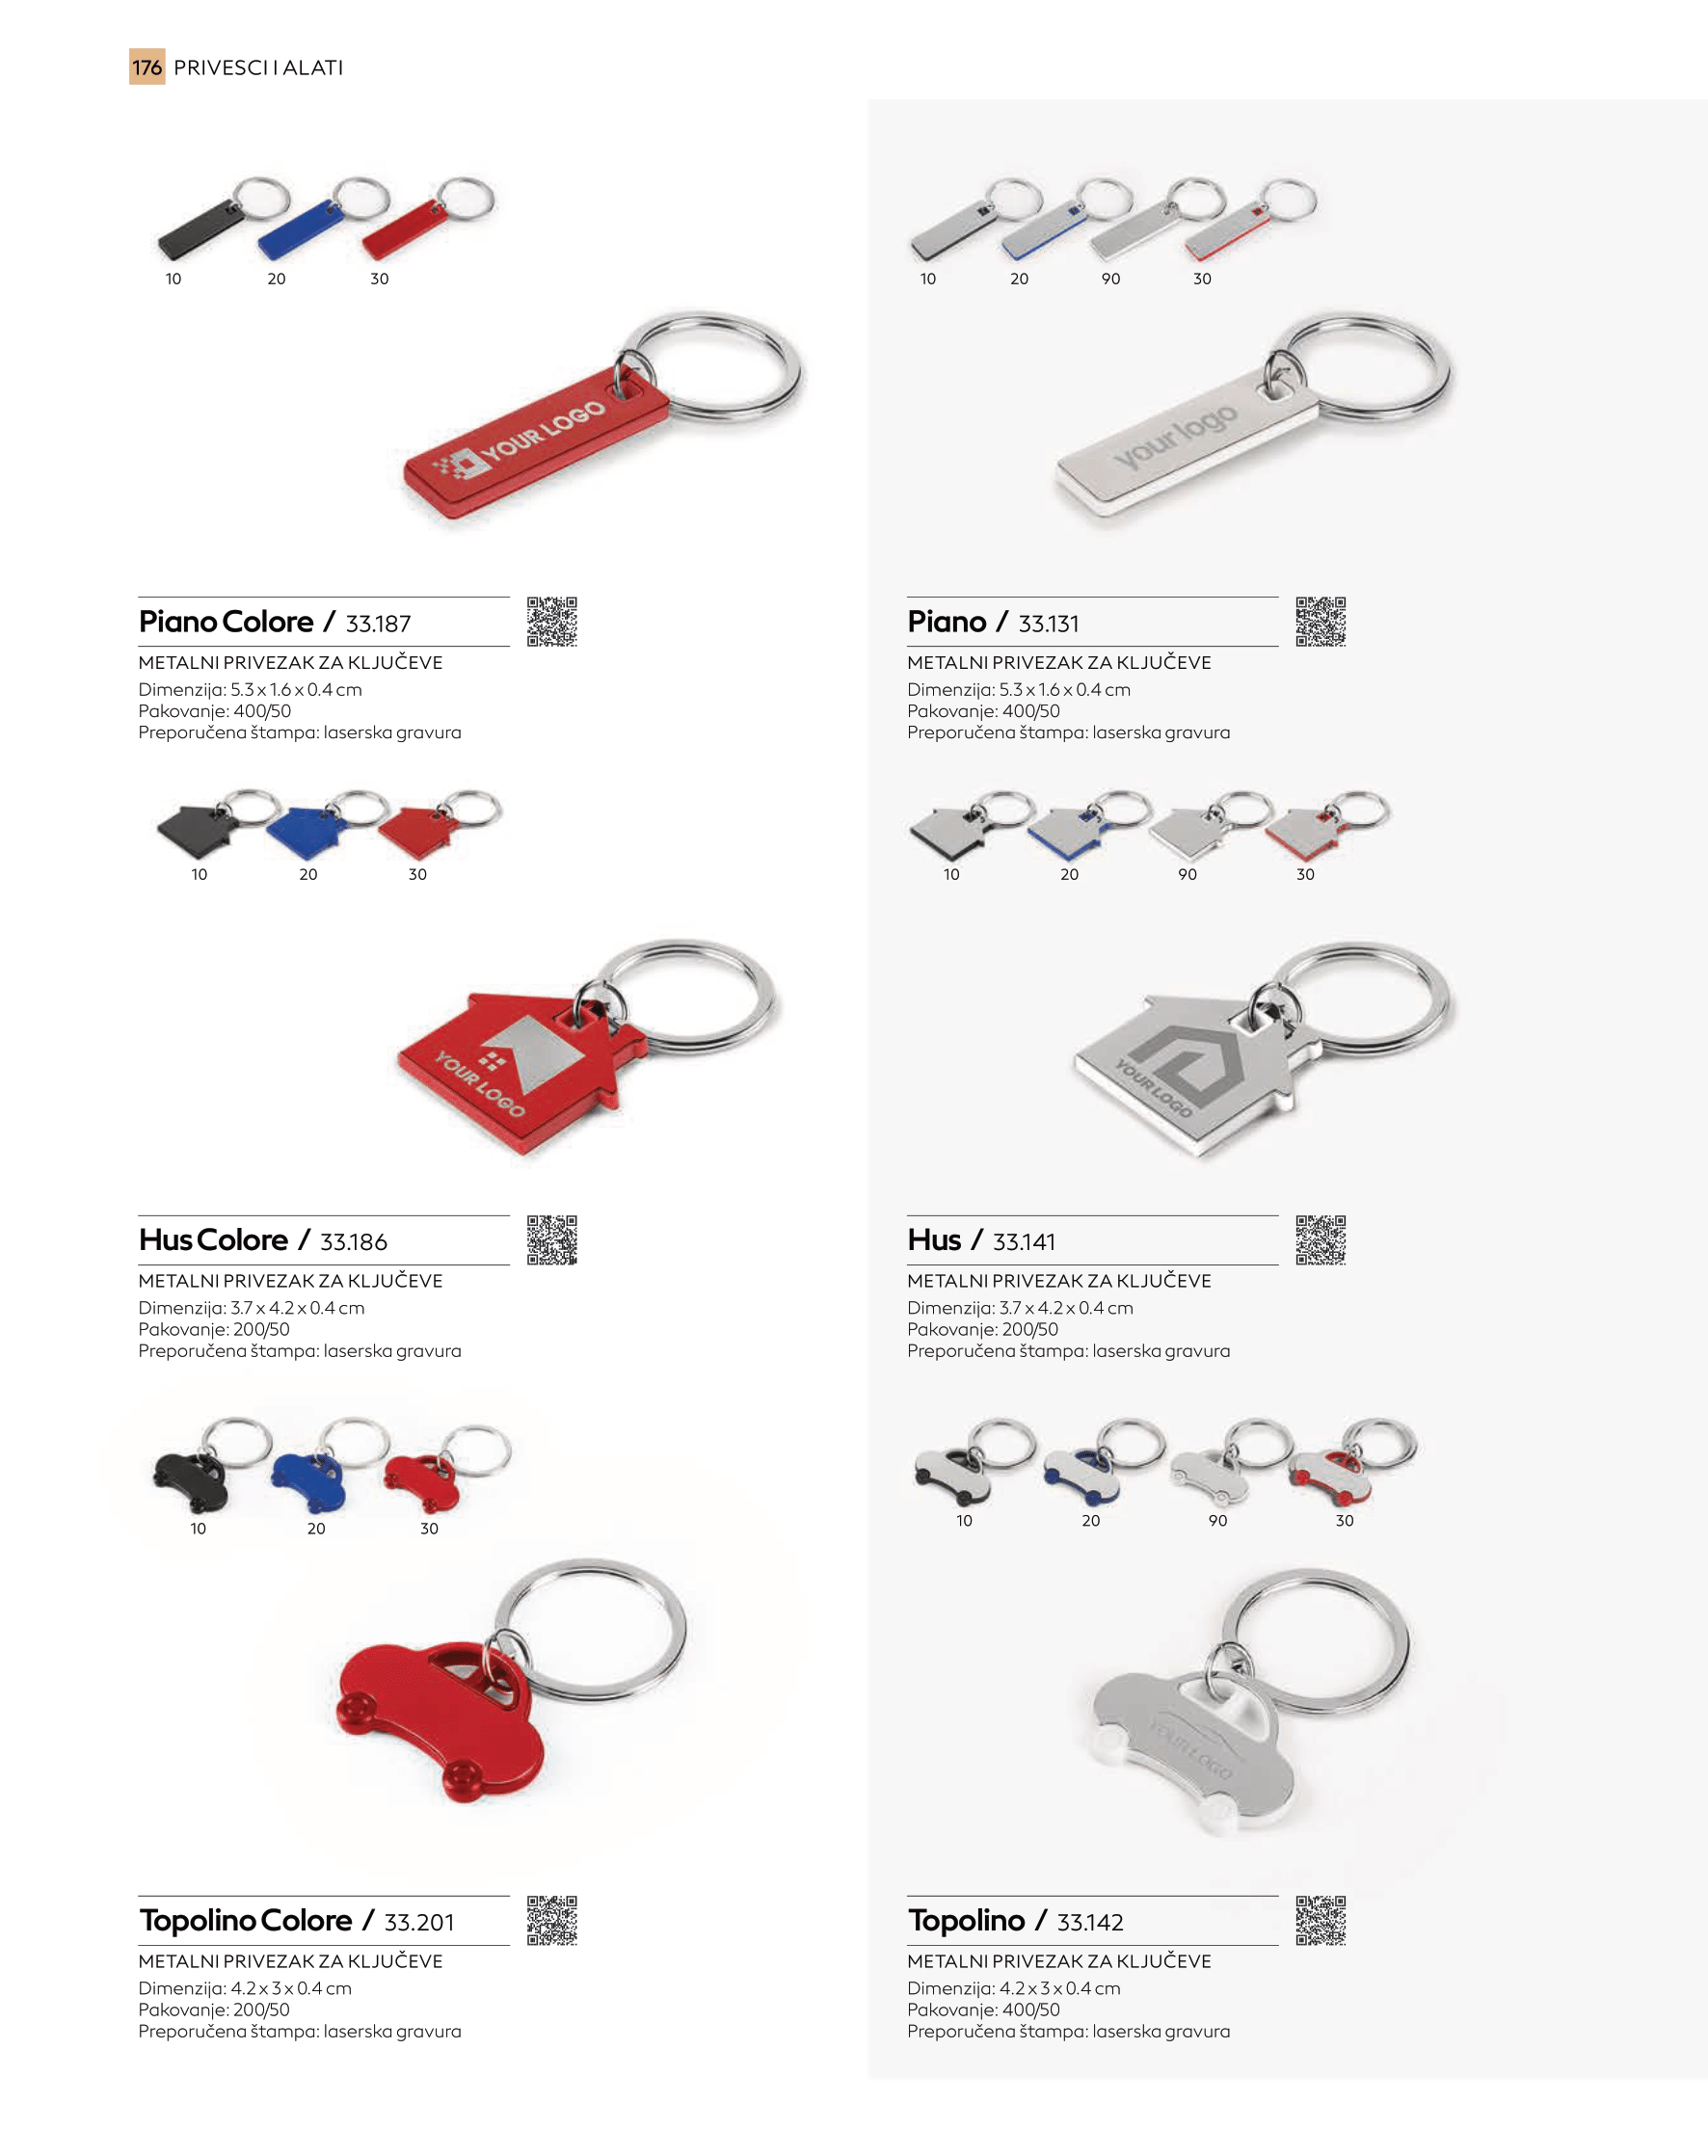 176 PRIVESCI I ALATI
10 20 30
YOUR LOGO
Piano Colore / 33.187
METALNI PRIVEZAK ZA KLJUČEVE
Dimenzija: 5.3 x 1.6 x 0.4 cm
Pakovanje: 400/50
Preporučena štampa: laserska gravura
10 20 90 30
your logo
Piano / 33.131
METALNI PRIVEZAK ZA KLJUČEVE
Dimenzija: 5.3 x 1.6 x 0.4 cm
Pakovanje: 400/50
Preporučena štampa: laserska gravura
10 20 30
YOUR LOGO
Hus Colore / 33.186
METALNI PRIVEZAK ZA KLJUČEVE
Dimenzija: 3.7 x 4.2 x 0.4 cm
Pakovanje: 200/50
Preporučena štampa: laserska gravura
10 20 90 30
YOUR LOGO
Hus / 33.141
METALNI PRIVEZAK ZA KLJUČEVE
Dimenzija: 3.7 x 4.2 x 0.4 cm
Pakovanje: 200/50
Preporučena štampa: laserska gravura
10 20 30
Topolino Colore / 33.201
METALNI PRIVEZAK ZA KLJUČEVE
Dimenzija: 4.2 x 3 x 0.4 cm
Pakovanje: 200/50
Preporučena štampa: laserska gravura
10 20 90 30
YOUR LOGO
Topolino / 33.142
METALNI PRIVEZAK ZA KLJUČEVE
Dimenzija: 4.2 x 3 x 0.4 cm
Pakovanje: 400/50
Preporučena štampa: laserska gravura